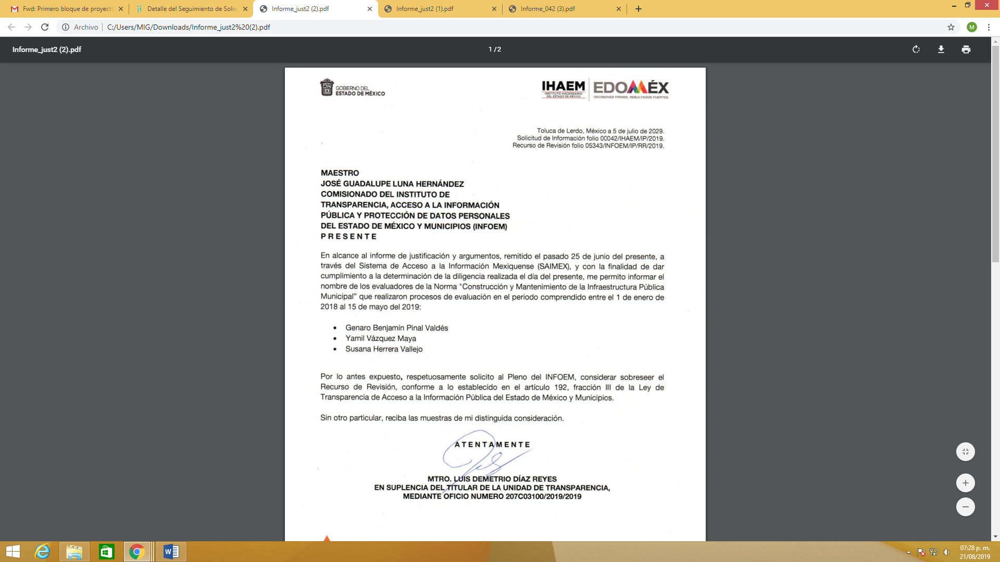 Fwd: Primero bloque de proyecto
Detalle del Seguimiento de Solici
Informe_just2 (2).pdf
Informe_just2 (1).pdf
Informe_042 (3).pdf
Archivo
C:/Users/MIG/Downloads/Informe_just2%20(2).pdf
M
Informe_just2 (2).pdf
1 / 2
GOBIERNO DEL
ESTADO DE MÉXICO
IHAEM
INSTITUTO HACENDARIO
DEL ESTADO DE MÉXICO
EDOMÉX
DECISIONES FIRMES, RESULTADOS FUERTES.
Toluca de Lerdo, México a 5 de julio de 2029.
Solicitud de Información folio 00042/IHAEM/IP/2019.
Recurso de Revisión folio 05343/INFOEM/IP/RR/2019.
MAESTRO
JOSÉ GUADALUPE LUNA HERNÁNDEZ
COMISIONADO DEL INSTITUTO DE
TRANSPARENCIA, ACCESO A LA INFORMACIÓN
PÚBLICA Y PROTECCIÓN DE DATOS PERSONALES
DEL ESTADO DE MÉXICO Y MUNICIPIOS (INFOEM)
P R E S E N T E
En alcance al informe de justificación y argumentos, remitido el pasado 25 de junio del presente, a
través del Sistema de Acceso a la Información Mexiquense (SAIMEX), y con la finalidad de dar
cumplimiento a la determinación de la diligencia realizada el día del presente, me permito informar el
nombre de los evaluadores de la Norma "Construcción y Mantenimiento de la Infraestructura Pública
Municipal" que realizaron procesos de evaluación en el periodo comprendido entre el 1 de enero de
2018 al 15 de mayo del 2019:
• Genaro Benjamín Pinal Valdés
• Yamil Vázquez Maya
• Susana Herrera Vallejo
Por lo antes expuesto, respetuosamente solicito al Pleno del INFOEM, considerar sobreseer el
Recurso de Revisión, conforme a lo establecido en el artículo 192, fracción III de la Ley de
Transparencia de Acceso a la Información Pública del Estado de México y Municipios.
Sin otro particular, reciba las muestras de mi distinguida consideración.
A T E N T A M E N T E
MTRO. LUIS DEMETRIO DÍAZ REYES
EN SUPLENCIA DEL TITULAR DE LA UNIDAD DE TRANSPARENCIA,
MEDIANTE OFICIO NUMERO 207C03100/2019/2019
07:28 p. m.
21/08/2019